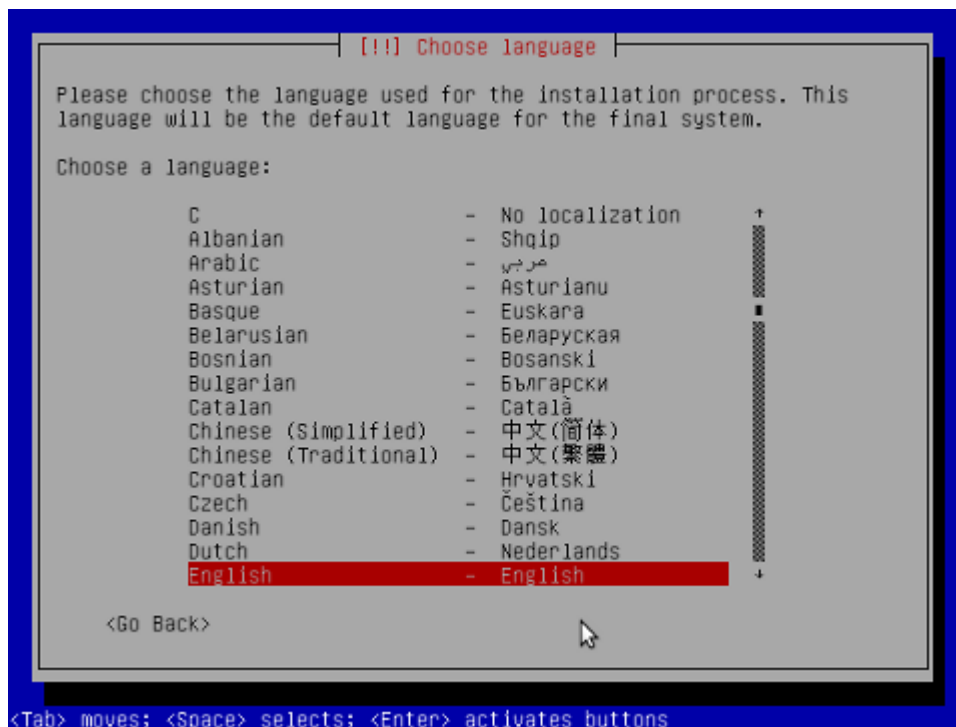 [!!] Choose language
Please choose the language used for the installation process. This
language will be the default language for the final system.
Choose a language:
C - No localization
Albanian - Shqip
Arabic - عربي
Asturian - Asturianu
Basque - Euskara
Belarusian - Беларуская
Bosnian - Bosanski
Bulgarian - Български
Catalan - Català
Chinese (Simplified) - 中文(简体)
Chinese (Traditional) - 中文(繁體)
Croatian - Hrvatski
Czech - Čeština
Danish - Dansk
Dutch - Nederlands
English - English
<Go Back>
<Tab> moves; <Space> selects; <Enter> activates buttons